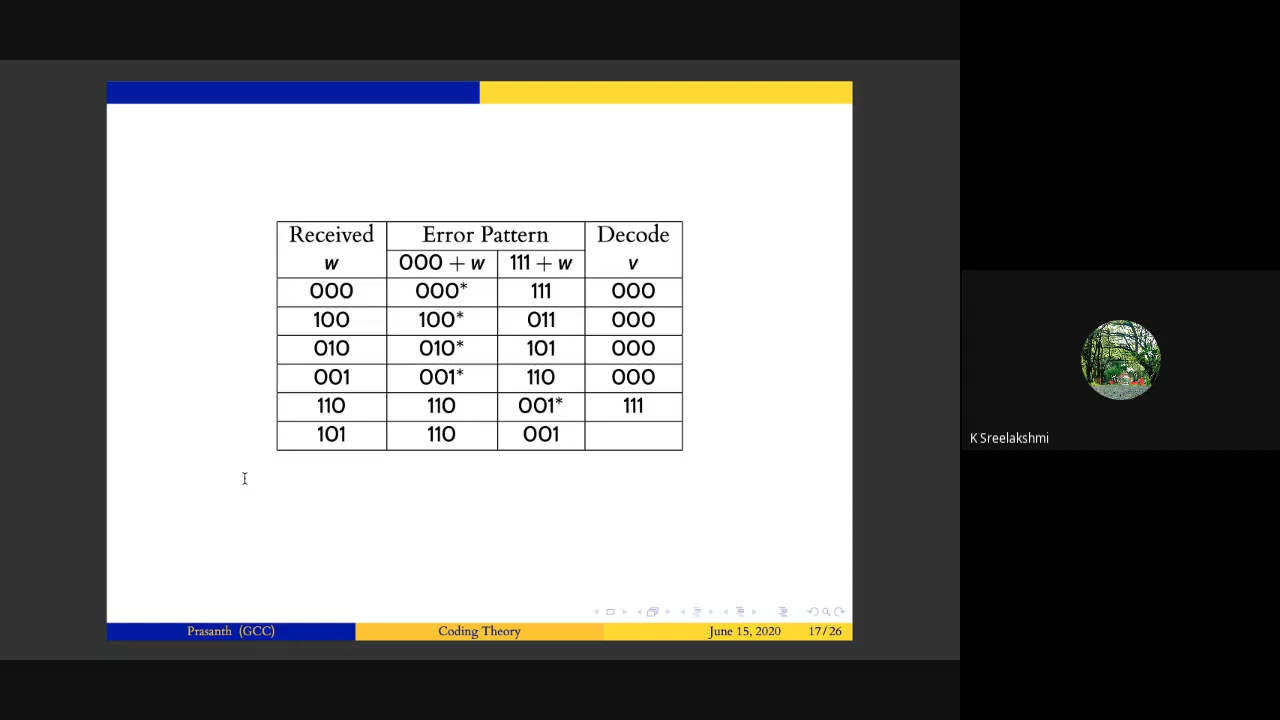 Received Error Pattern Decode
w 000 + w 111 + w v
000 000* 111 000
100 100* 011 000
010 010* 101 000
001 001* 110 000
110 110 001* 111
101 110 001
K Sreelakshmi
Prasanth (GCC) Coding Theory June 15, 2020 17/26